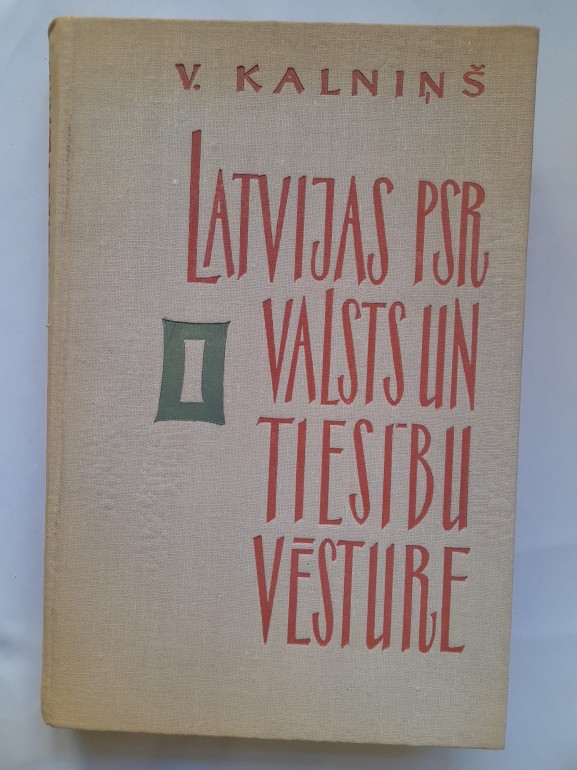 V. KALNIŅŠ
LATVIJAS PSR
I
VALSTS UN
TIESĪBU
VĒSTURE